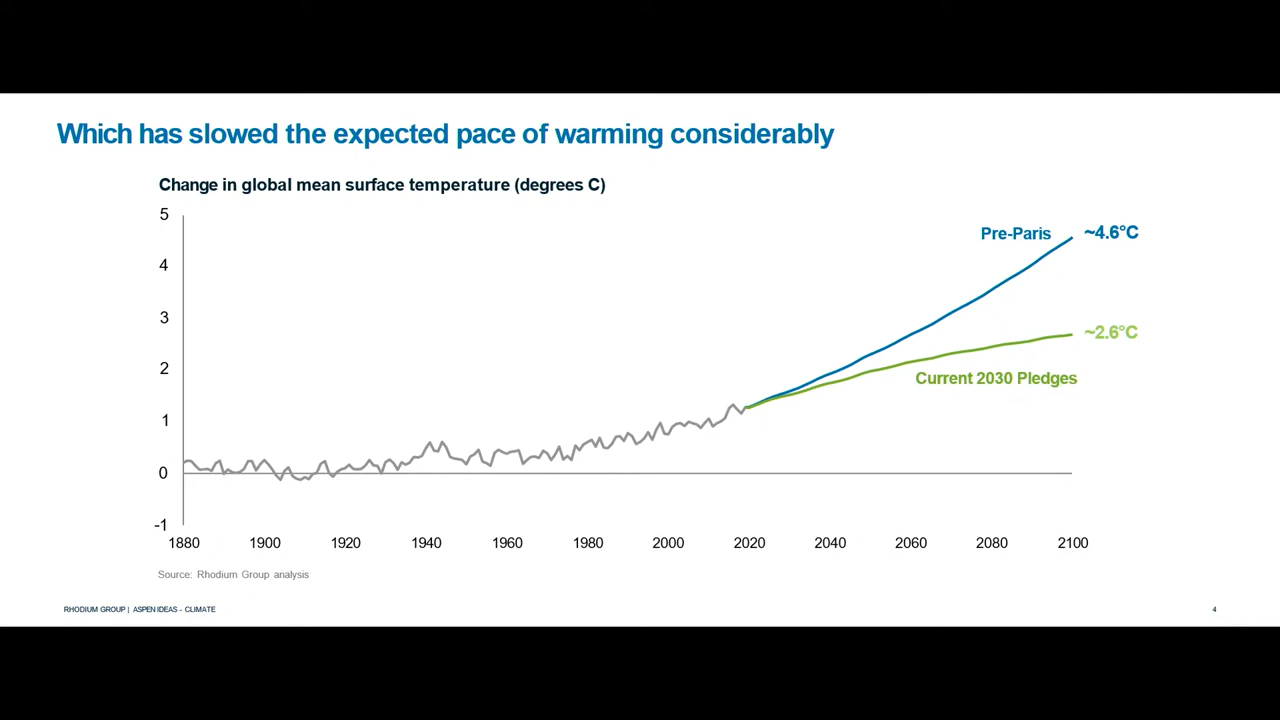 Which has slowed the expected pace of warming considerably
Change in global mean surface temperature (degrees C)
5
4
3
2
1
0
-1
Pre-Paris
~4.6°C
~2.6°C
Current 2030 Pledges
1880 1900 1920 1940 1960 1980 2000 2020 2040 2060 2080 2100
Source: Rhodium Group analysis
RHODIUM GROUP | ASPEN IDEAS - CLIMATE
4